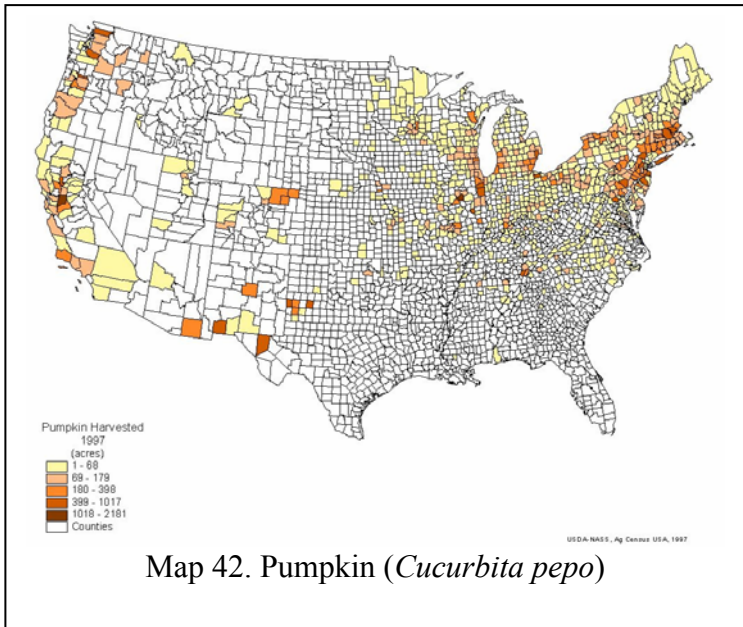 Pumpkin Harvested
1997
(acres)
1 - 68
69 - 179
180 - 398
399 - 1017
1018 - 2181
Counties
USDA-NASS, Ag Census USA, 1997
Map 42. Pumpkin (Cucurbita pepo)